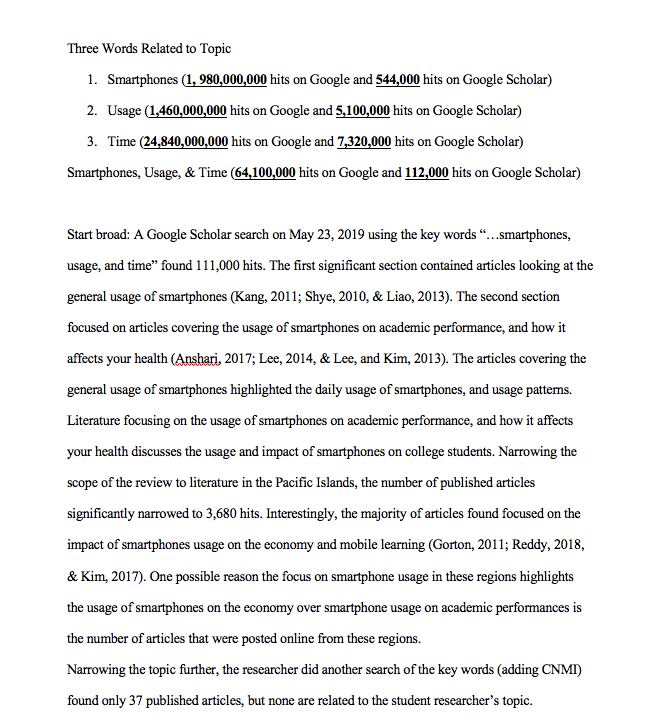 Three Words Related to Topic
1. Smartphones (1, 980,000,000 hits on Google and 544,000 hits on Google Scholar)
2. Usage (1,460,000,000 hits on Google and 5,100,000 hits on Google Scholar)
3. Time (24,840,000,000 hits on Google and 7,320,000 hits on Google Scholar)
Smartphones, Usage, & Time (64,100,000 hits on Google and 112,000 hits on Google Scholar)
Start broad: A Google Scholar search on May 23, 2019 using the key words “…smartphones,
usage, and time” found 111,000 hits. The first significant section contained articles looking at the
general usage of smartphones (Kang, 2011; Shye, 2010, & Liao, 2013). The second section
focused on articles covering the usage of smartphones on academic performance, and how it
affects your health (Anshari, 2017; Lee, 2014, & Lee, and Kim, 2013). The articles covering the
general usage of smartphones highlighted the daily usage of smartphones, and usage patterns.
Literature focusing on the usage of smartphones on academic performance, and how it affects
your health discusses the usage and impact of smartphones on college students. Narrowing the
scope of the review to literature in the Pacific Islands, the number of published articles
significantly narrowed to 3,680 hits. Interestingly, the majority of articles found focused on the
impact of smartphones usage on the economy and mobile learning (Gorton, 2011; Reddy, 2018,
& Kim, 2017). One possible reason the focus on smartphone usage in these regions highlights
the usage of smartphones on the economy over smartphone usage on academic performances is
the number of articles that were posted online from these regions.
Narrowing the topic further, the researcher did another search of the key words (adding CNMI)
found only 37 published articles, but none are related to the student researcher’s topic.